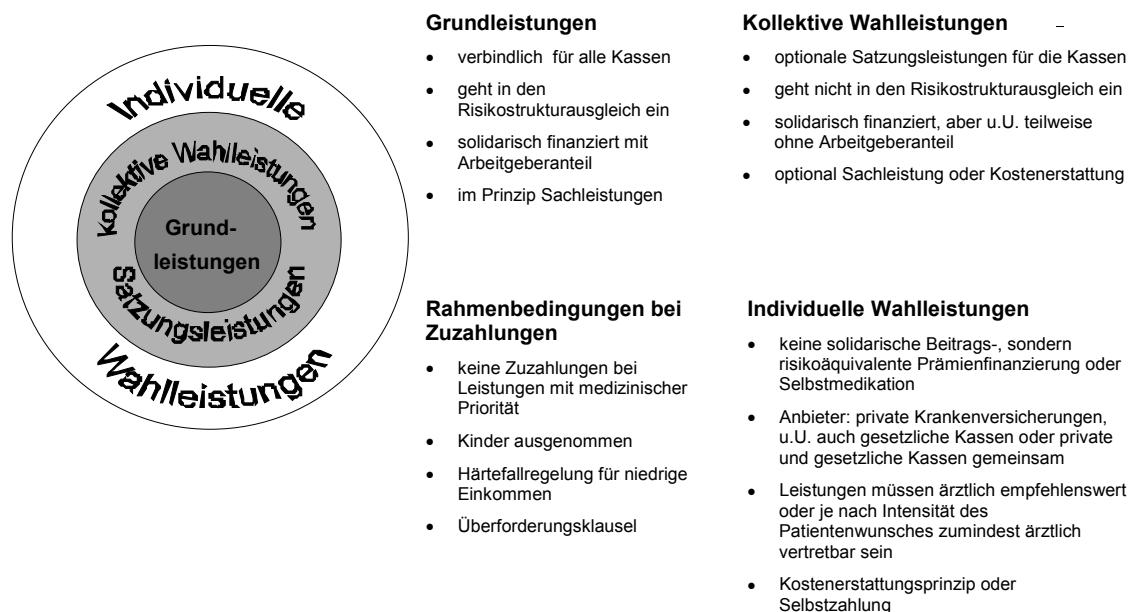 Individuelle
kollektive Wahlleistungen
Grund-
leistungen
Satzungsleistungen
Wahlleistungen
Grundleistungen
• verbindlich für alle Kassen
• geht in den
Risikostrukturausgleich ein
• solidarisch finanziert mit
Arbeitgeberanteil
• im Prinzip Sachleistungen
Kollektive Wahlleistungen –
• optionale Satzungsleistungen für die Kassen
• geht nicht in den Risikostrukturausgleich ein
• solidarisch finanziert, aber u.U. teilweise
ohne Arbeitgeberanteil
• optional Sachleistung oder Kostenerstattung
Rahmenbedingungen bei
Zuzahlungen
• keine Zuzahlungen bei
Leistungen mit medizinischer
Priorität
• Kinder ausgenommen
• Härtefallregelung für niedrige
Einkommen
• Überforderungsklausel
Individuelle Wahlleistungen
• keine solidarische Beitrags-, sondern
risikoäquivalente Prämienfinanzierung oder
Selbstmedikation
• Anbieter: private Krankenversicherungen,
u.U. auch gesetzliche Kassen oder private
und gesetzliche Kassen gemeinsam
• Leistungen müssen ärztlich empfehlenswert
oder je nach Intensität des
Patientenwunsches zumindest ärztlich
vertretbar sein
• Kostenerstattungsprinzip oder
Selbstzahlung